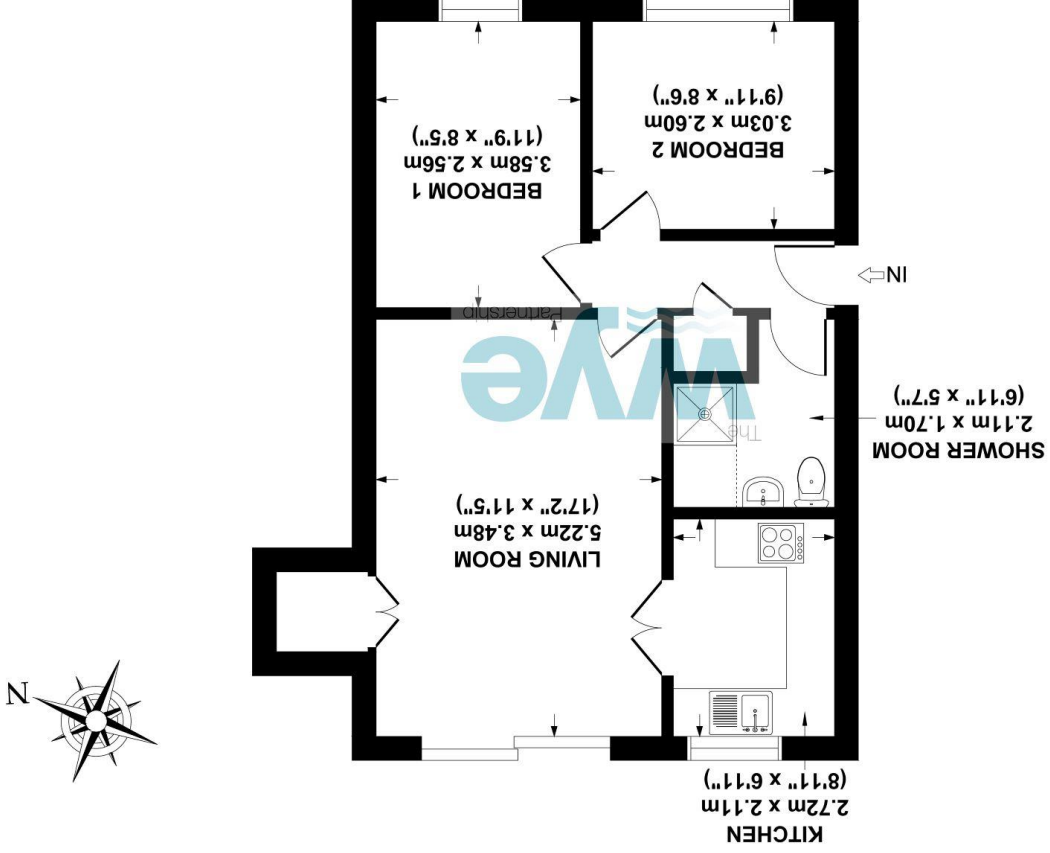 KITCHEN
2.72m x 2.11m
(8'11" x 6'11")
N
LIVING ROOM
5.22m x 3.48m
(17'2" x 11'5")
SHOWER ROOM
2.11m x 1.70m
(6'11" x 5'7")
The
wye
Partnership
IN
BEDROOM 1
3.58m x 2.56m
(11'9" x 8'5")
BEDROOM 2
3.03m x 2.60m
(9'11" x 8'6")